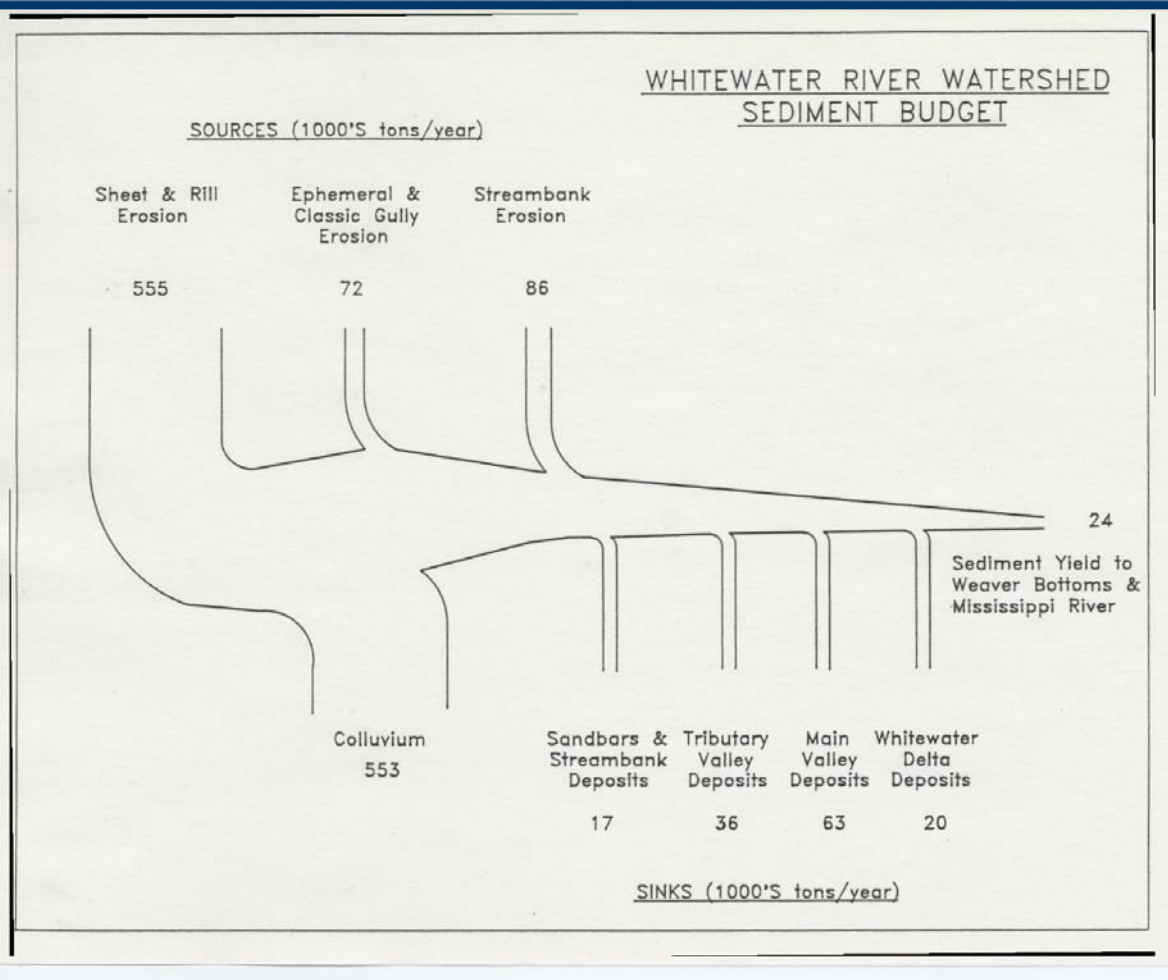 WHITEWATER RIVER WATERSHED
SEDIMENT BUDGET
SOURCES (1000'S tons/year)
Sheet & Rill
Erosion
555
Ephemeral &
Classic Gully
Erosion
72
Streambank
Erosion
86
24
Sediment Yield to
Weaver Bottoms &
Mississippi River
Colluvium
553
Sandbars &
Streambank
Deposits
17
Tributary
Valley
Deposits
36
Main
Valley
Deposits
63
Whitewater
Delta
Deposits
20
SINKS (1000'S tons/year)